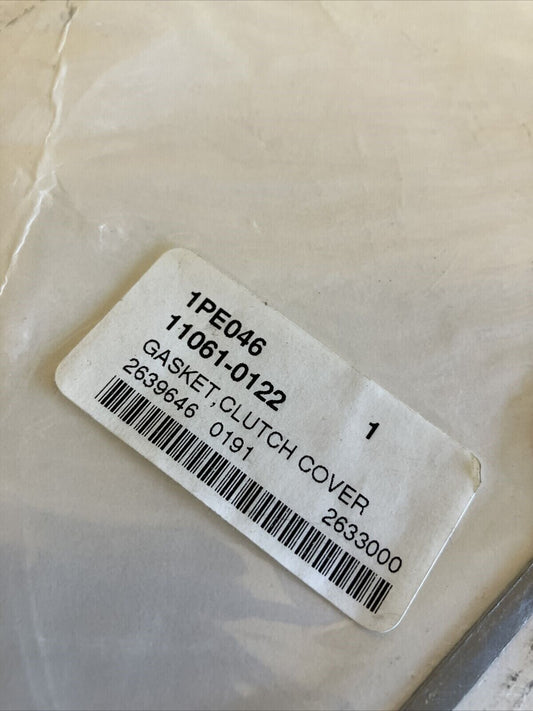 1PE046
11061-0122 1
GASKET,CLUTCH COVER
2639646 0191 2633000